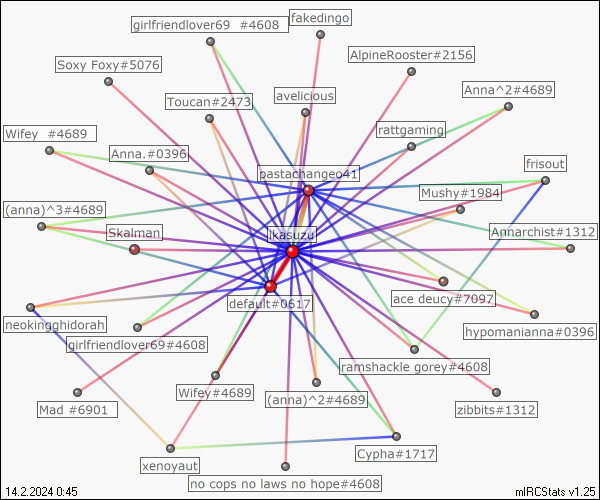 fakedingo
girlfriendlover69 #4608
AlpineRooster#2156
Soxy Foxy#5076
Anna^2#4689
Toucan#2473
avelicious
Wifey #4689
rattgaming
Anna.#0396
frisout
pastachangeo41
Mushy#1984
(anna)^3#4689
Skalman
ikasuzu
Annarchist#1312
default#0617
ace deucy#7097
neokingghidorah
hypomanianna#0396
girlfriendlover69#4608
ramshackle gorey#4608
Wifey#4689
(anna)^2#4689
Mad #6901
zibbits#1312
Cypha#1717
xenoyaut
no cops no laws no hope#4608
14.2.2024 0:45
mIRCStats v1.25